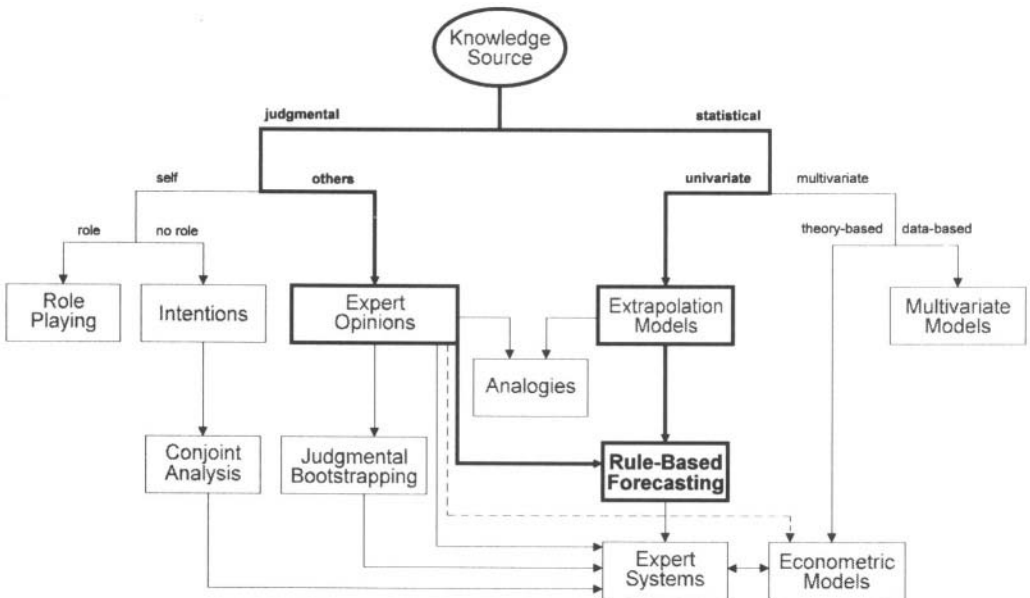 Knowledge
Source
judgmental
statistical
self
others
univariate
multivariate
role
no role
theory-based
data-based
Role
Playing
Intentions
Expert
Opinions
Extrapolation
Models
Multivariate
Models
Analogies
Conjoint
Analysis
Judgmental
Bootstrapping
Rule-Based
Forecasting
Expert
Systems
Econometric
Models